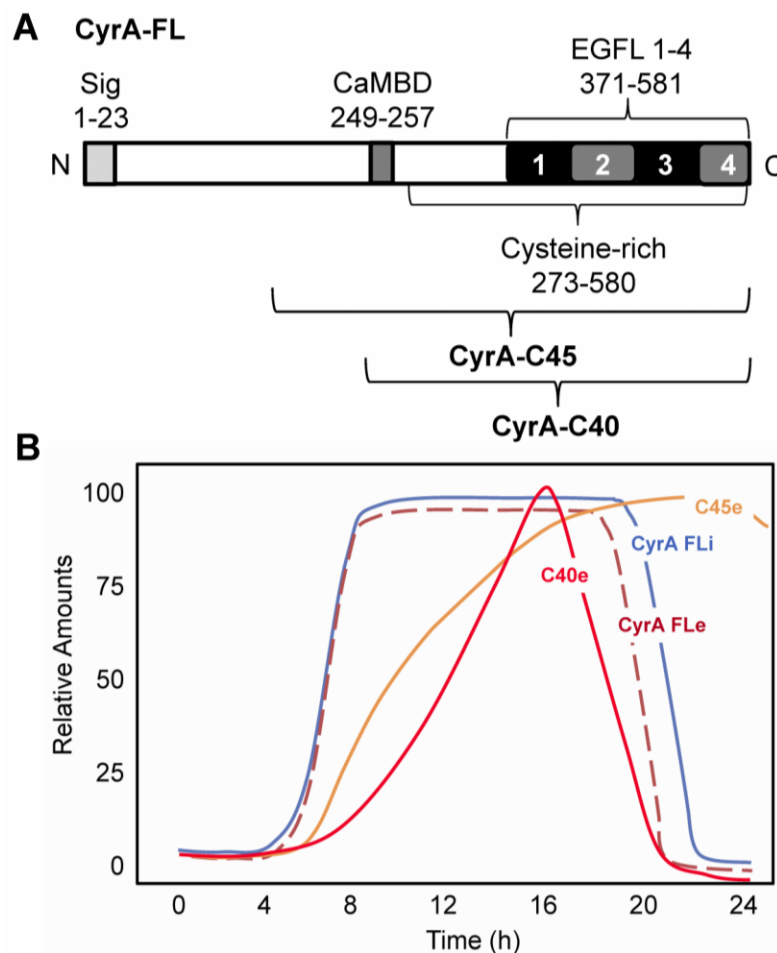 A CyrA-FL
EGFL 1-4
371-581
Sig
1-23
CaMBD
249-257
N 1 2 3 4 C
Cysteine-rich
273-580
CyrA-C45
CyrA-C40
B
Relative Amounts
100
75
50
25
0
C45e
CyrA FLi
C40e
CyrA FLe
0 4 8 12 16 20 24
Time (h)